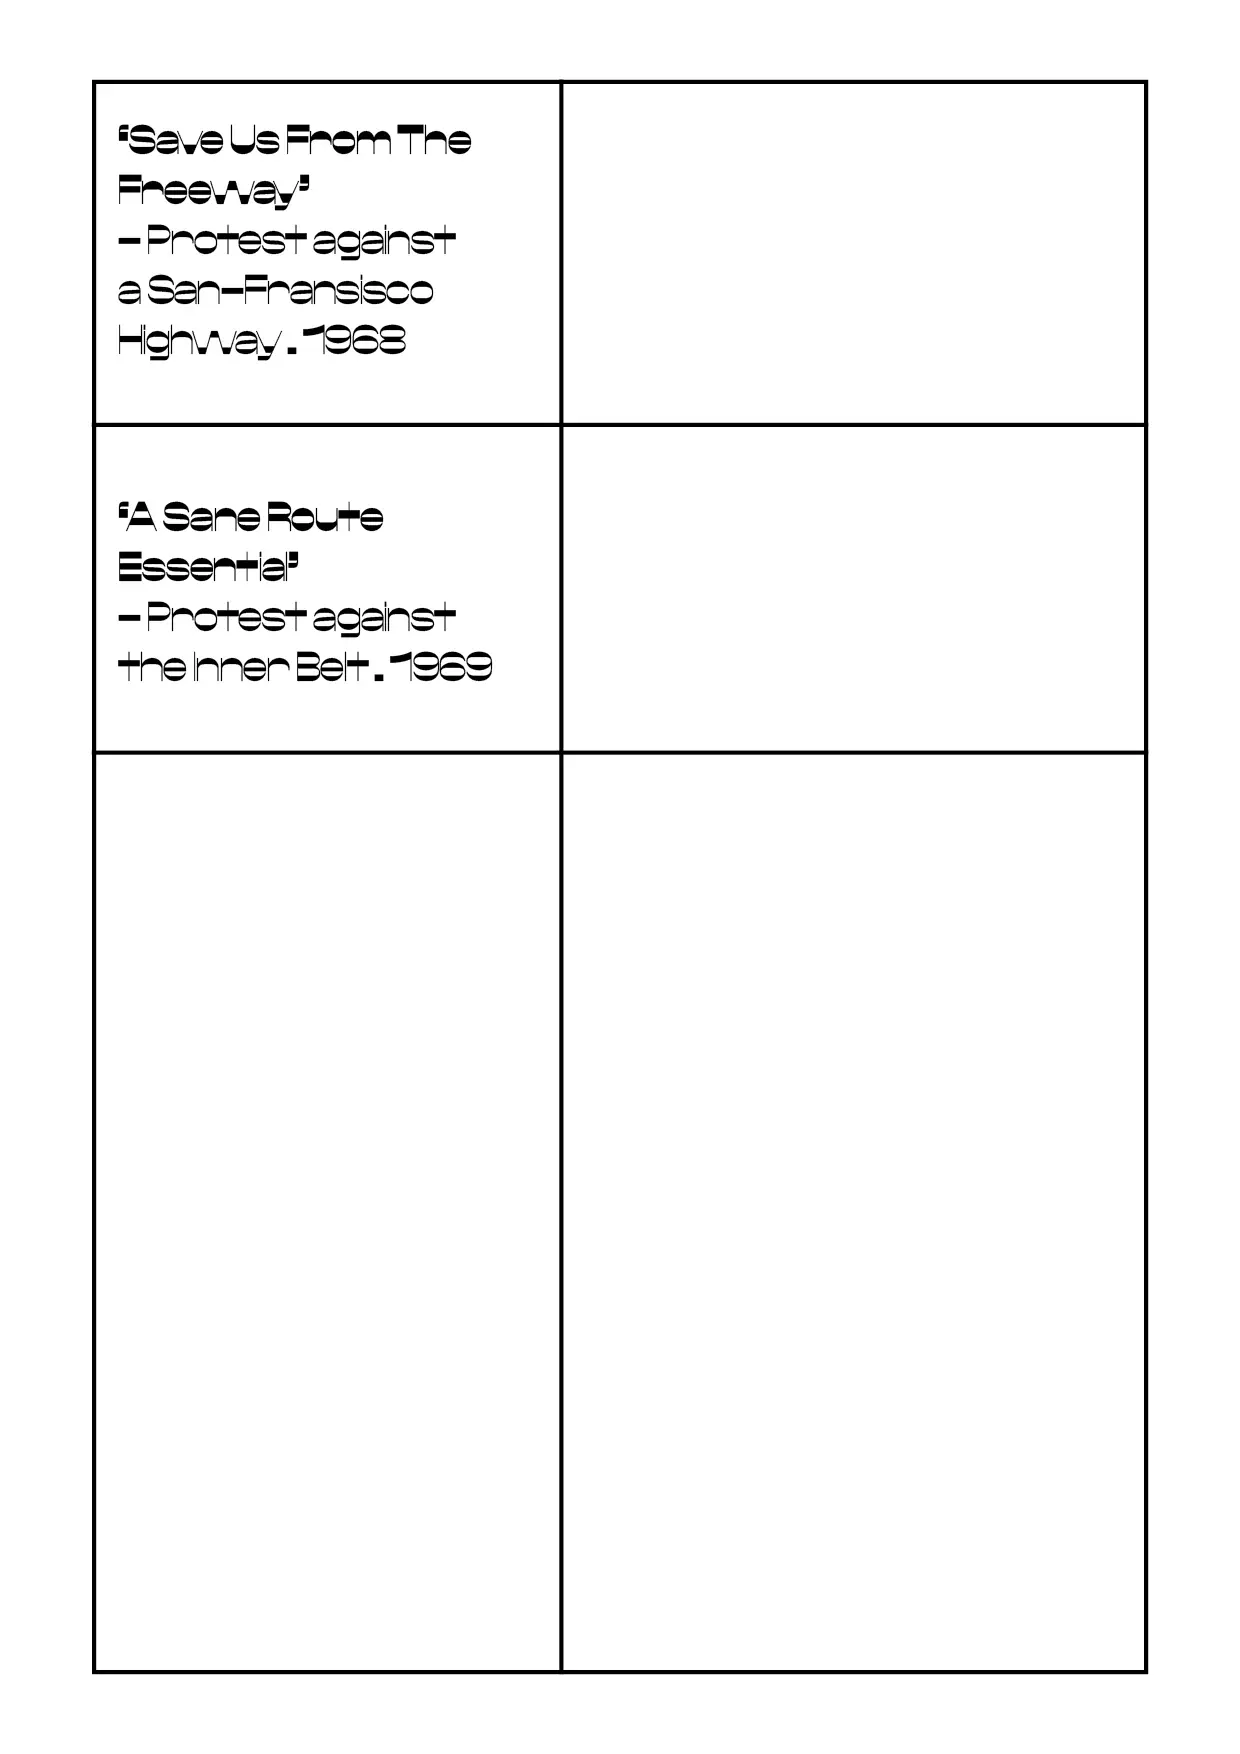 ‘Save Us From The
Freeway’
- Protest against
a San-Fransisco
Highway. 1968
‘A Sane Route
Essential’
- Protest against
the Inner Belt. 1969